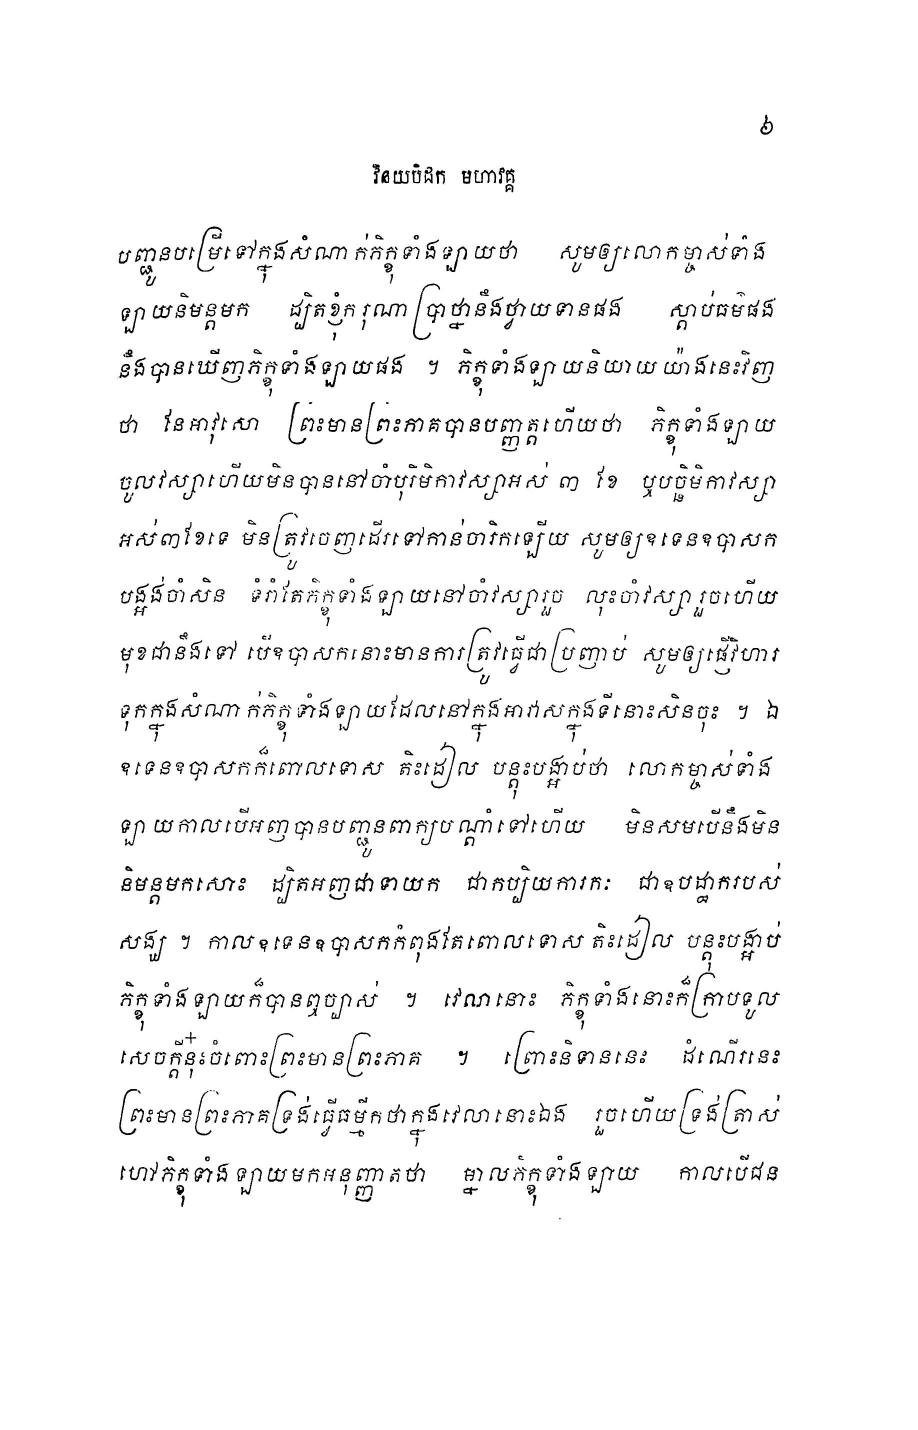 ៦
វិនយបិដក មហាវគ្គ
បញ្ជូនបម្រើទៅក្នុងសំណាក់ភិក្ខុទាំងឡាយថា សូមឲ្យលោកម្ចាស់ទាំង
ឡាយនិមន្តមក ដ្បិតខ្ញុំករុណាប្រាថ្នានឹងថ្វាយទានផង ស្តាប់ធម៌ផង
នឹងបានឃើញភិក្ខុទាំងឡាយផង ។ ភិក្ខុទាំងឡាយនិយាយយ៉ាងនេះវិញ
ថា នែអាវុសោ ព្រះមានព្រះភាគបានបញ្ញត្តហើយថា ភិក្ខុទាំងឡាយ
ចូលវស្សាហើយមិនបាននៅចាំបុរិមិកាវស្សាអស់ ៣ ខែ ឬបច្ឆិមិកាវស្សា
អស់៣ខែទេ មិនត្រូវចេញដើរទៅកាន់ចារិកឡើយ សូមឲ្យឧទេនឧបាសក
បង្អង់ចាំសិន ទំរាំតែភិក្ខុទាំងឡាយនៅចាំវស្សារួច លុះចាំវស្សារួចហើយ
មុខជានឹងទៅ បើឧបាសកនោះមានការត្រូវធ្វើជាប្រញាប់ សូមឲ្យធ្វើវិហារ
ទុកក្នុងសំណាក់ភិក្ខុទាំងឡាយដែលនៅក្នុងអាវាសក្នុងទីនោះសិនចុះ ។ ឯ
ឧទេនឧបាសកក៏ពោលទោស តិះដៀល បន្តុះបង្អាប់ថា លោកម្ចាស់ទាំង
ឡាយកាលបើអញបានបញ្ជូនពាក្យបណ្តាំទៅហើយ មិនសមបើនឹងមិន
និមន្តមកសោះ ដ្បិតអញជាទាយក ជាកប្បិយការកៈ ជាឧបដ្ឋាករបស់
សង្ឃ ។ កាលឧទេនឧបាសកកំពុងតែពោលទោស តិះដៀល បន្តុះបង្អាប់
ភិក្ខុទាំងឡាយក៏បានឮច្បាស់ ។ វេលានោះ ភិក្ខុទាំងនោះក៏ក្រាបទូល
សេចក្តីនុ៎ះចំពោះព្រះមានព្រះភាគ ។ ព្រោះនិទាននេះ ដំណើរនេះ
ព្រះមានព្រះភាគទ្រង់ធ្វើធម្មីកថាក្នុងវេលានោះឯង រួចហើយទ្រង់ត្រាស់
ហៅភិក្ខុទាំងឡាយមកអនុញ្ញាតថា ម្នាលភិក្ខុទាំងឡាយ កាលបើជន